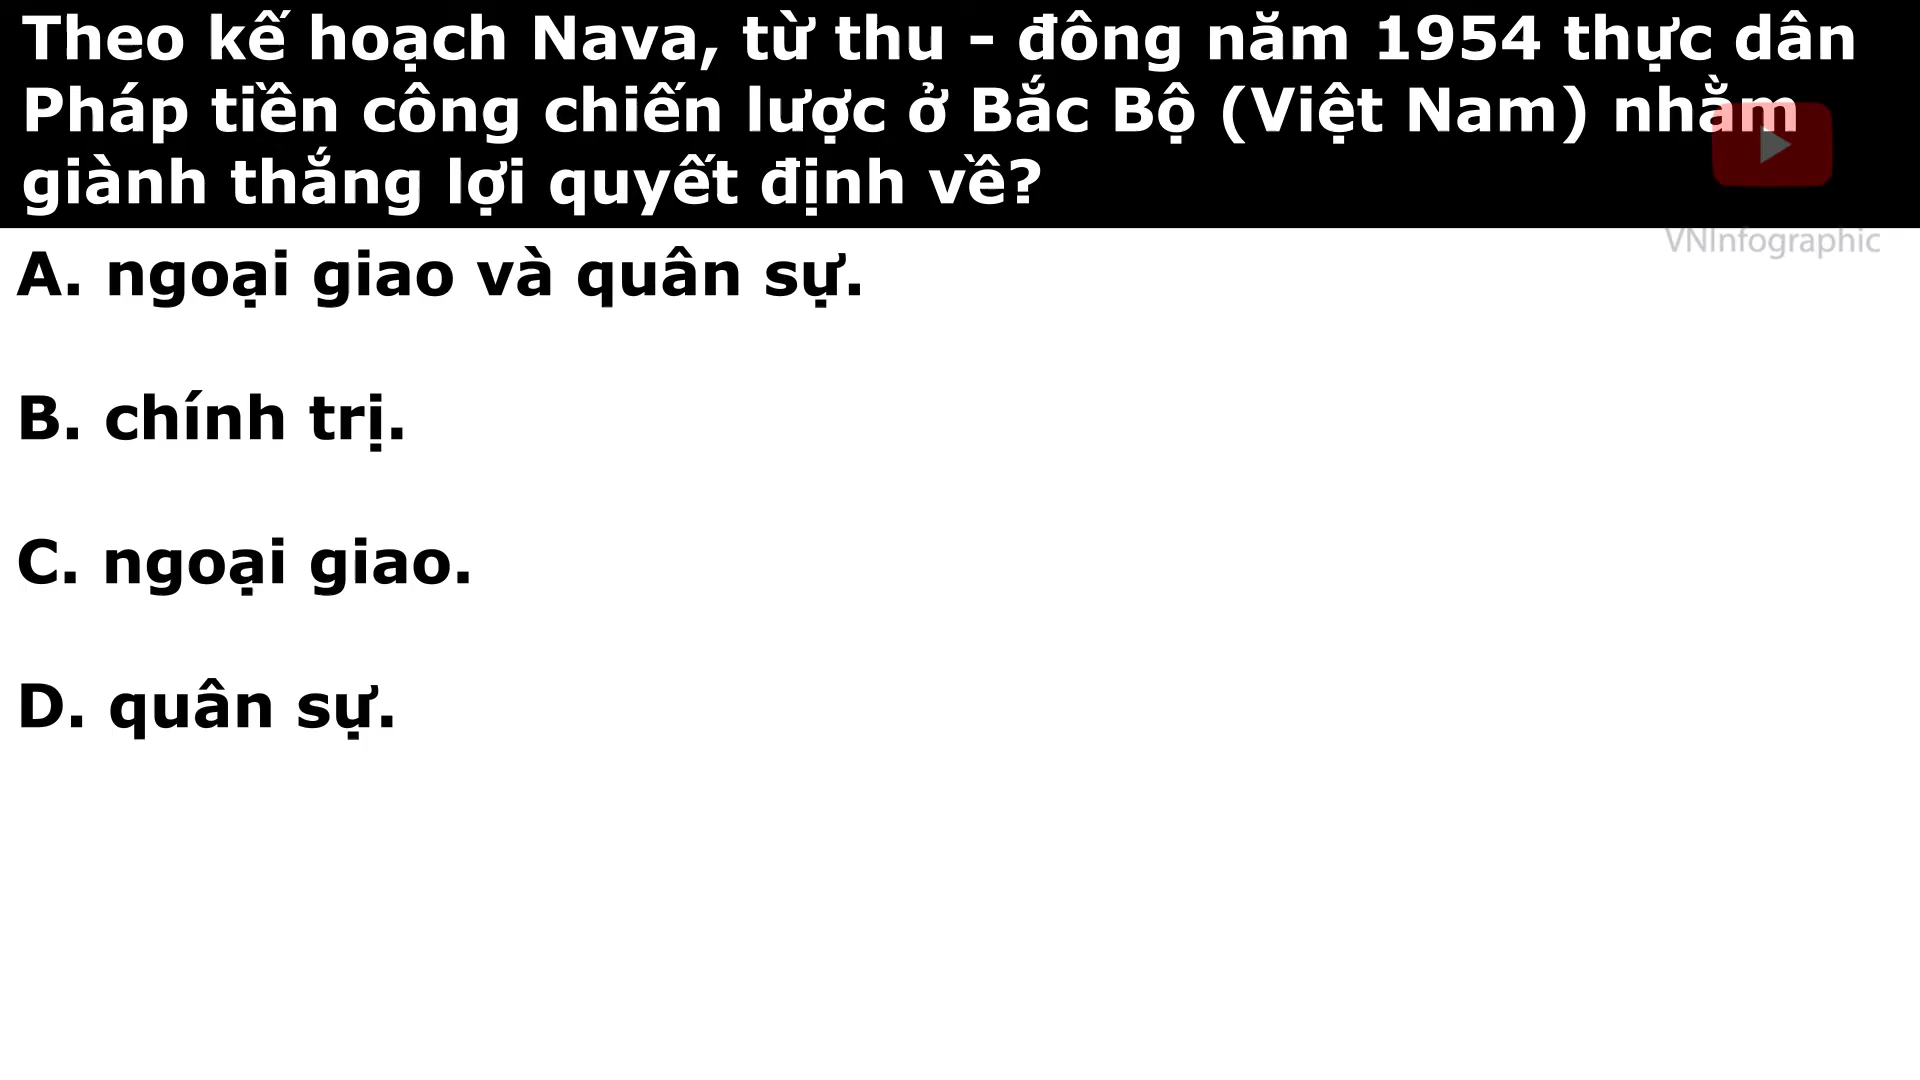 Theo kế hoạch Nava, từ thu - đông năm 1954 thực dân
Pháp tiền công chiến lược ở Bắc Bộ (Việt Nam) nhằm
giành thắng lợi quyết định về?
VNInfographic
A. ngoại giao và quân sự.
B. chính trị.
C. ngoại giao.
D. quân sự.